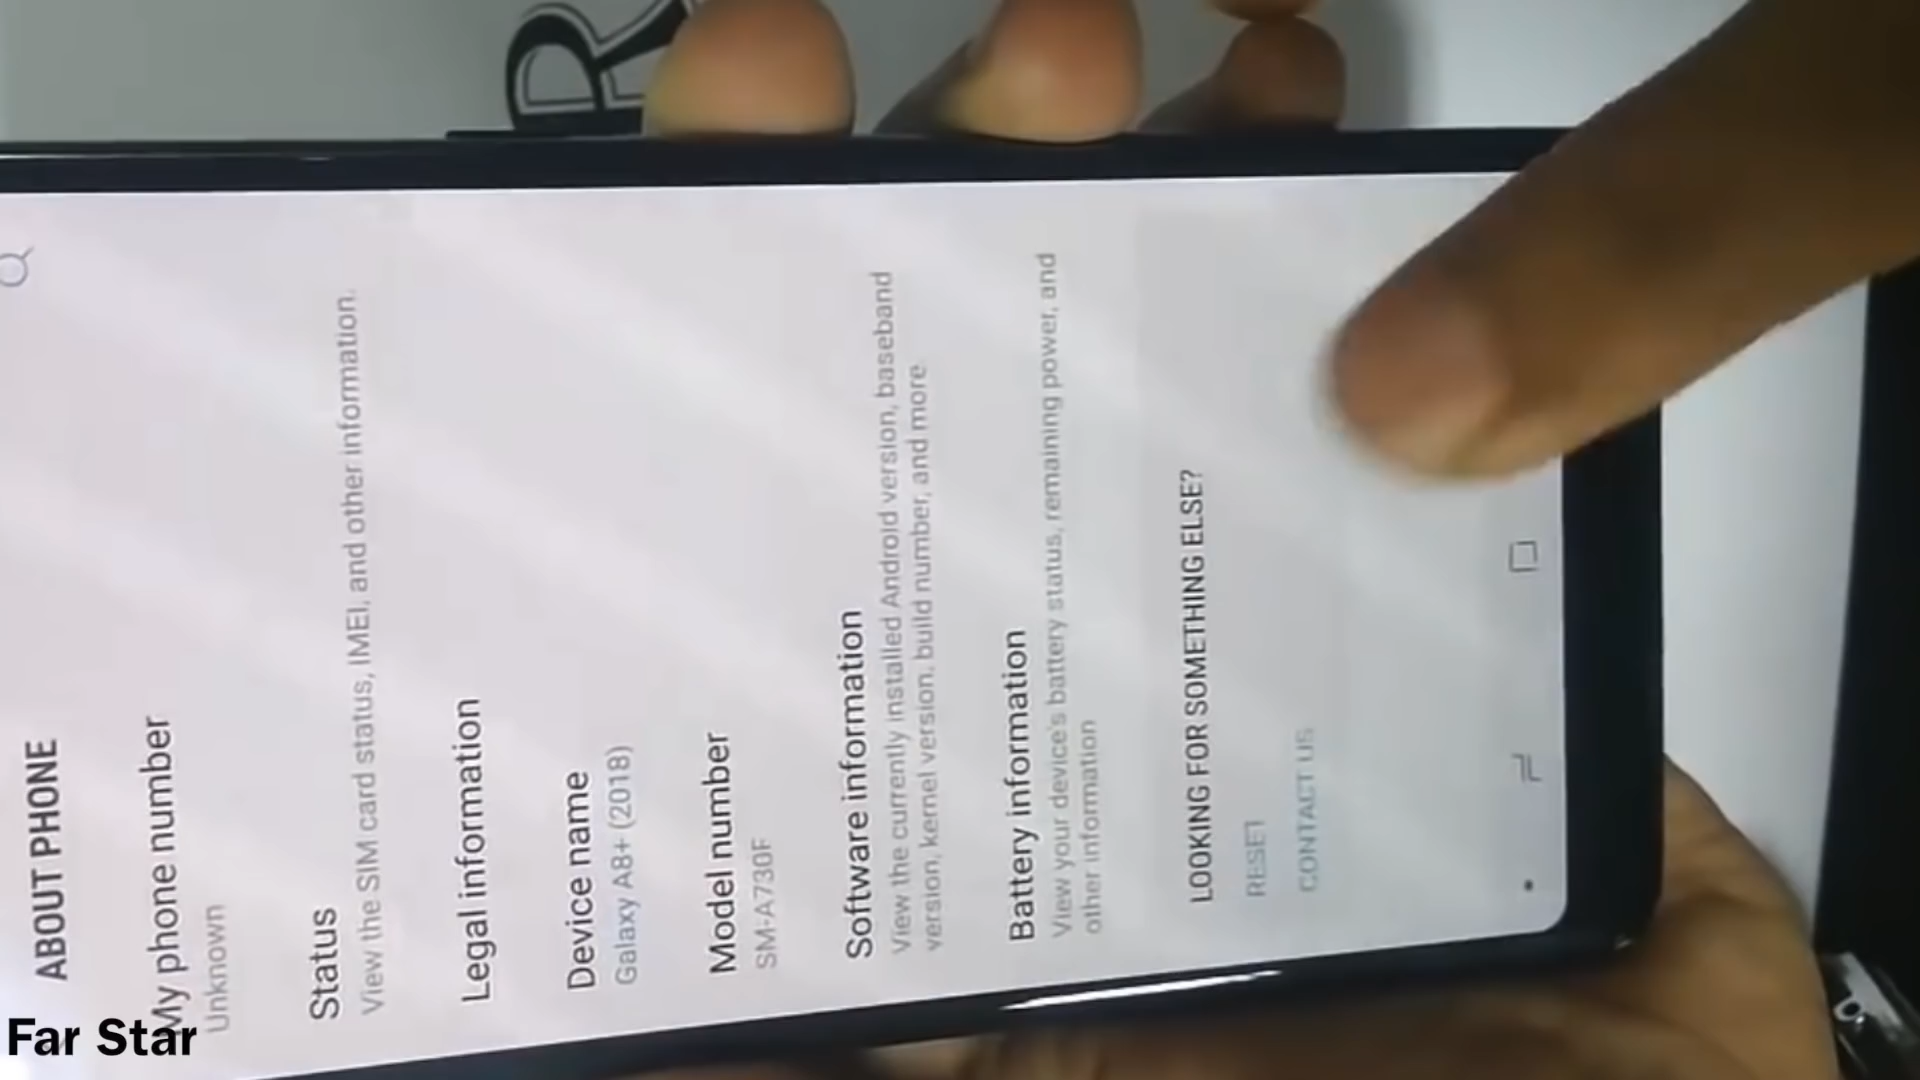 R
ABOUT PHONE
My phone number
Unknown
Status
View the SIM card status, IMEI, and other information.
Legal information
Device name
Galaxy A8+ (2018)
Model number
SM-A730F
Software information
View the currently installed Android version, baseband
version, kernel version, build number, and more.
Battery information
View your device's battery status, remaining power, and
other information
LOOKING FOR SOMETHING ELSE?
RESET
CONTACT US
Far Star